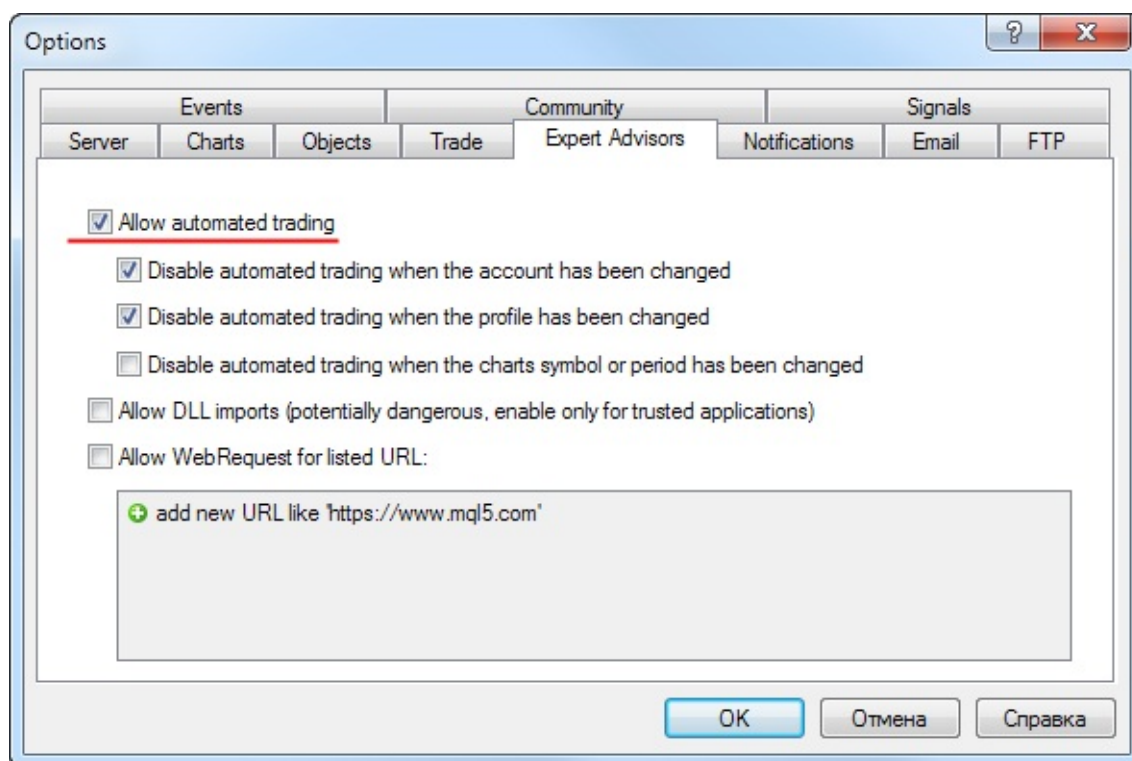 Options
Events Community Signals
Server Charts Objects Trade Expert Advisors Notifications Email FTP
Allow automated trading
Disable automated trading when the account has been changed
Disable automated trading when the profile has been changed
Disable automated trading when the charts symbol or period has been changed
Allow DLL imports (potentially dangerous, enable only for trusted applications)
Allow WebRequest for listed URL:
add new URL like 'https://www.mql5.com'
OK Отмена Справка